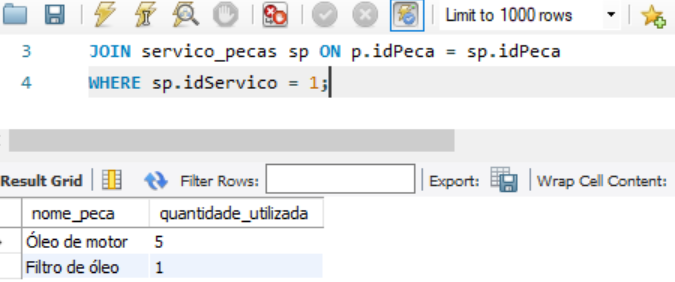 Limit to 1000 rows
3 JOIN servico_pecas sp ON p.idPeca = sp.idPeca
4 WHERE sp.idServico = 1;
Result Grid Filter Rows: Export: Wrap Cell Content:
nome_peca quantidade_utilizada
Óleo de motor 5
Filtro de óleo 1